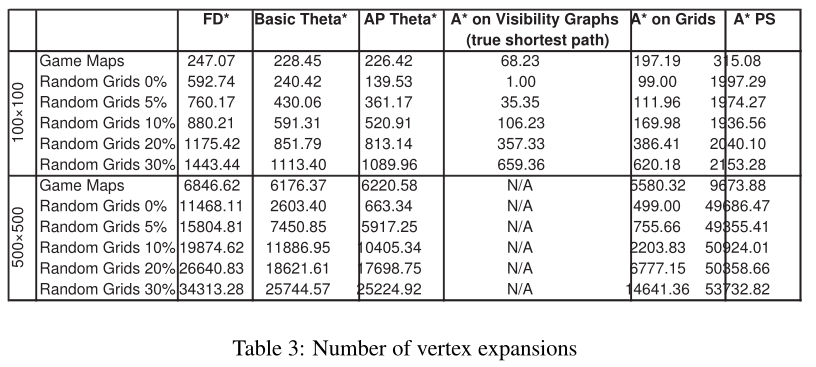 FD* Basic Theta* AP Theta* A* on Visibility Graphs A* on Grids A* PS
(true shortest path)
100×100
Game Maps 247.07 228.45 226.42 68.23 197.19 315.08
Random Grids 0% 592.74 240.42 139.53 1.00 99.00 1997.29
Random Grids 5% 760.17 430.06 361.17 35.35 111.96 1974.27
Random Grids 10% 880.21 591.31 520.91 106.23 169.98 1936.56
Random Grids 20% 1175.42 851.79 813.14 357.33 386.41 2040.10
Random Grids 30% 1443.44 1113.40 1089.96 659.36 620.18 2153.28
500×500
Game Maps 6846.62 6176.37 6220.58 N/A 5580.32 9673.88
Random Grids 0% 11468.11 2603.40 663.34 N/A 499.00 49686.47
Random Grids 5% 15804.81 7450.85 5917.25 N/A 755.66 49355.41
Random Grids 10% 19874.62 11886.95 10405.34 N/A 2203.83 50924.01
Random Grids 20% 26640.83 18621.61 17698.75 N/A 6777.15 50358.66
Random Grids 30% 34313.28 25744.57 25224.92 N/A 14641.36 53732.82
Table 3: Number of vertex expansions